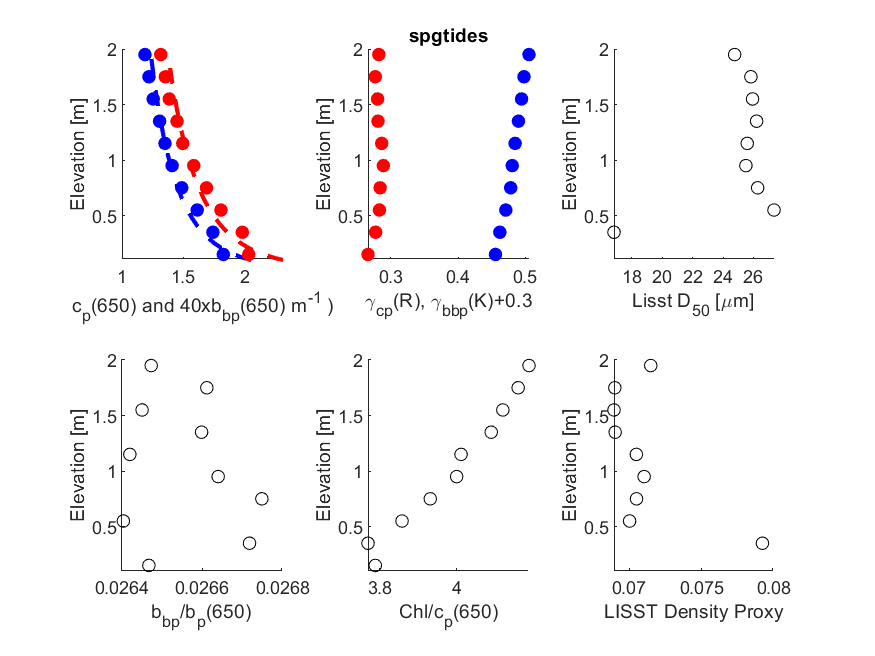 spgtides
2
1.5
1
0.5
Elevation [m]
1 1.5 2
c_p(650) and 40xb_bp(650) m^-1 )
2
1.5
1
0.5
Elevation [m]
0.3 0.4 0.5
γ_cp(R), γ_bbp(K)+0.3
2
1.5
1
0.5
Elevation [m]
18 20 22 24 26
Lisst D_50 [μm]
2
1.5
1
0.5
Elevation [m]
0.0264 0.0266 0.0268
b_bp/b_p(650)
2
1.5
1
0.5
Elevation [m]
3.8 4
Chl/c_p(650)
2
1.5
1
0.5
Elevation [m]
0.07 0.075 0.08
LISST Density Proxy